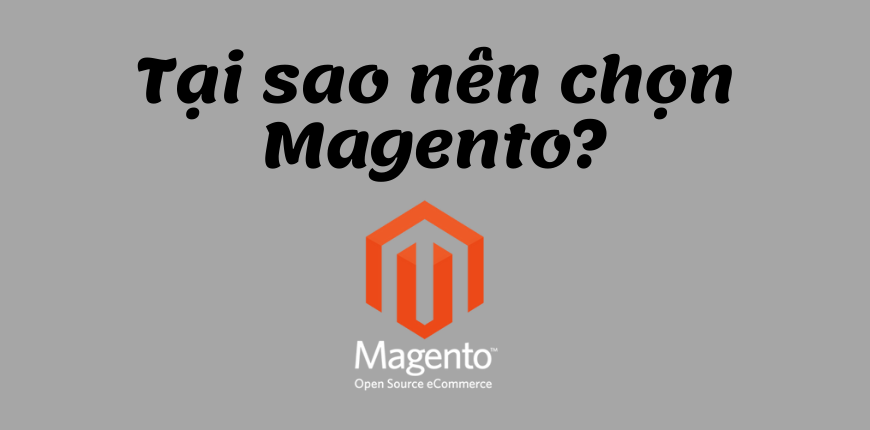 Tại sao nên chọn
Magento?
Magento™
Open Source eCommerce